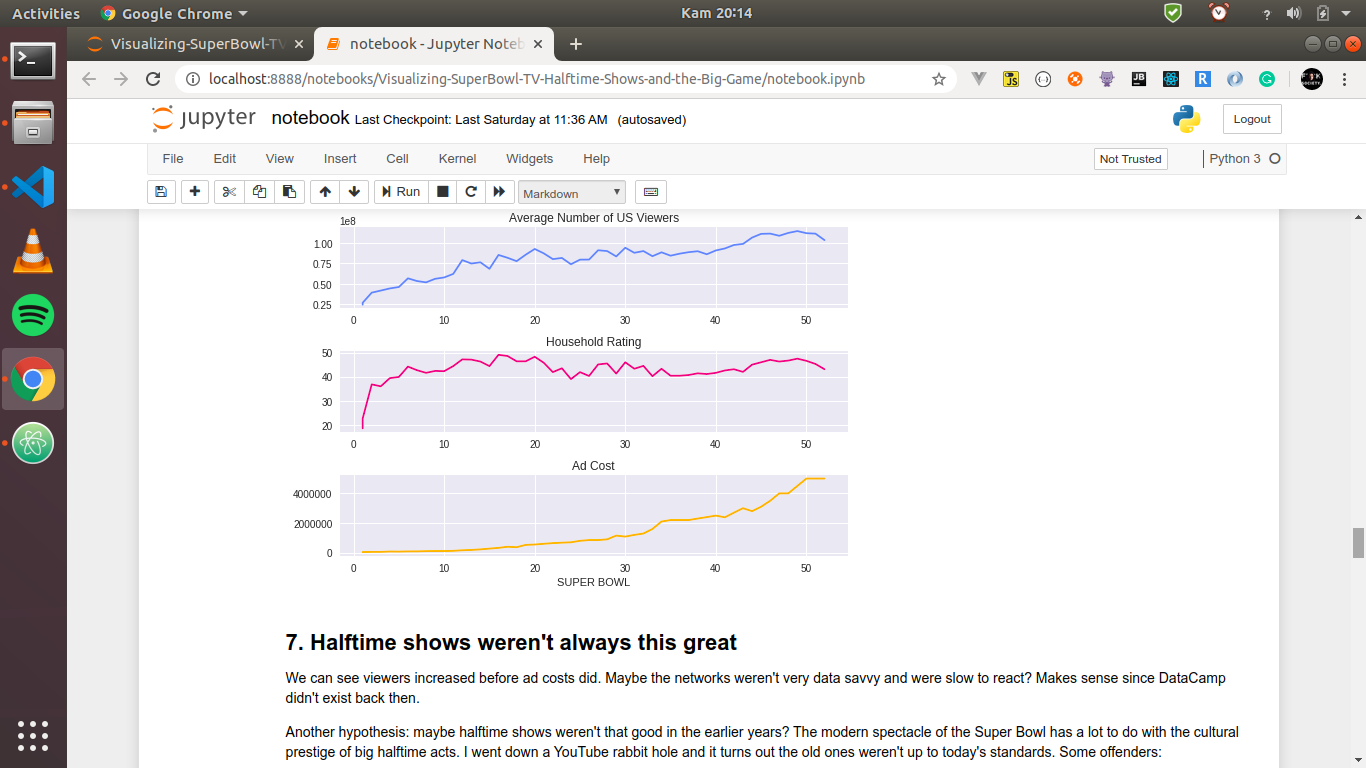 Activities Google Chrome Kam 20:14 ?
Visualizing-SuperBowl-TV × notebook - Jupyter Noteb × +
localhost:8888/notebooks/Visualizing-SuperBowl-TV-Halftime-Shows-and-the-Big-Game/notebook.ipynb
jupyter notebook Last Checkpoint: Last Saturday at 11:36 AM (autosaved) Logout
File Edit View Insert Cell Kernel Widgets Help Not Trusted Python 3
Run Markdown
Average Number of US Viewers
1e8
1.00
0.75
0.50
0.25
0 10 20 30 40 50
Household Rating
50
40
30
20
0 10 20 30 40 50
Ad Cost
4000000
2000000
0
0 10 20 30 40 50
SUPER BOWL
7. Halftime shows weren't always this great
We can see viewers increased before ad costs did. Maybe the networks weren't very data savvy and were slow to react? Makes sense since DataCamp
didn't exist back then.
Another hypothesis: maybe halftime shows weren't that good in the earlier years? The modern spectacle of the Super Bowl has a lot to do with the cultural
prestige of big halftime acts. I went down a YouTube rabbit hole and it turns out the old ones weren't up to today's standards. Some offenders: